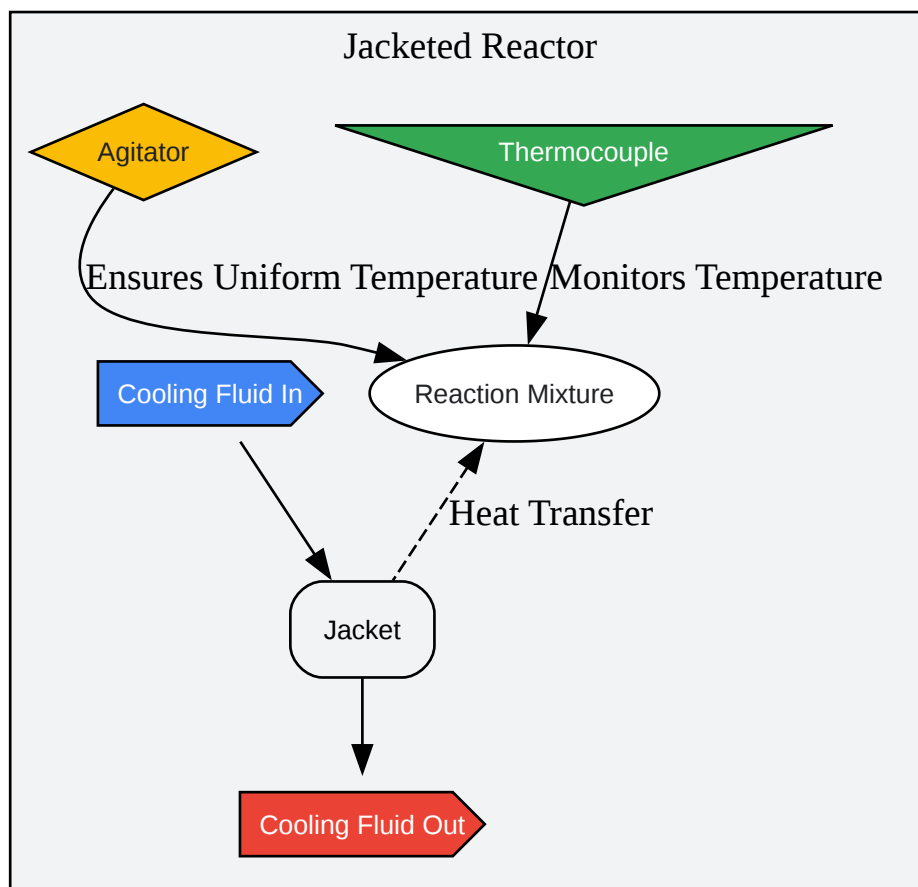 Jacketed Reactor
Agitator
Thermocouple
Ensures Uniform Temperature
Monitors Temperature
Cooling Fluid In
Reaction Mixture
Heat Transfer
Jacket
Cooling Fluid Out